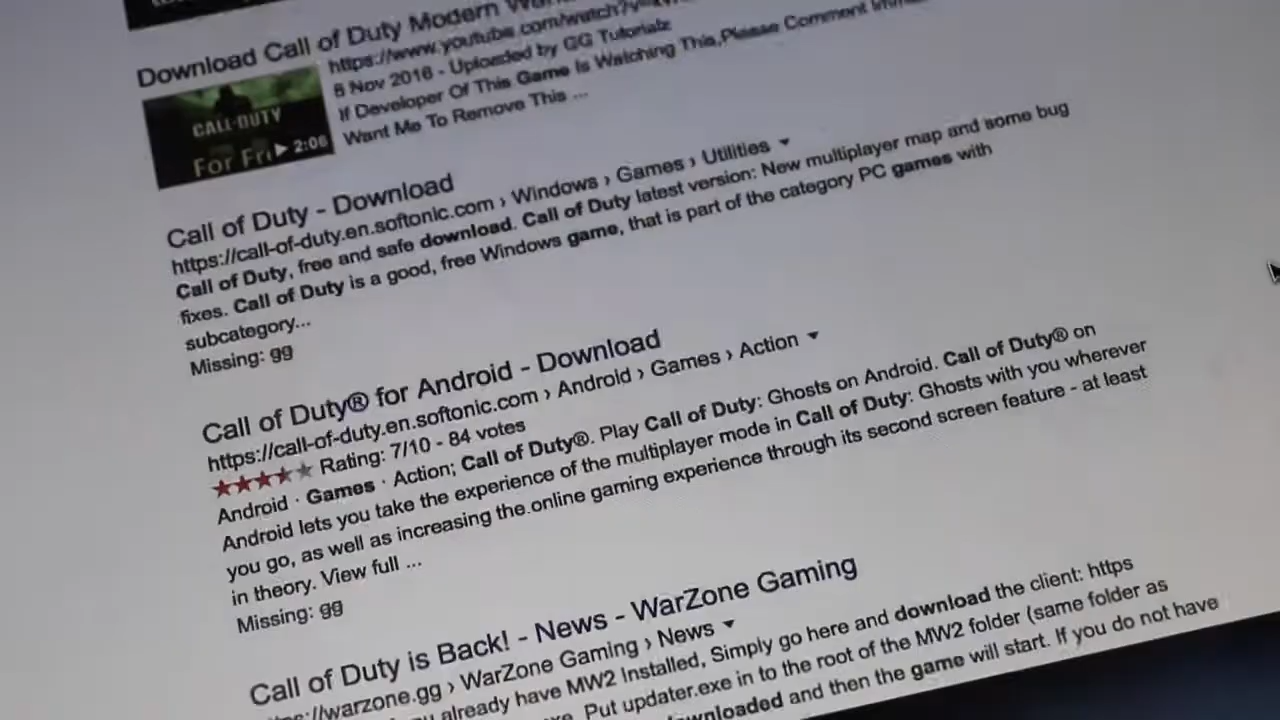 Download Call of Duty Modern
https://www.youtube.com/watch?v=
5 Nov 2016 - Uploaded by GG Tutorialz
If Developer Of This Game Is Watching This,Please Comment
Want Me To Remove This ...
CALL·DUTY
For Fr
2:06
Call of Duty - Download
https://call-of-duty.en.softonic.com › Windows › Games › Utilities
Call of Duty, free and safe download. Call of Duty latest version: New multiplayer map and some bug
fixes. Call of Duty is a good, free Windows game, that is part of the category PC games with
subcategory...
Missing: gg
Call of Duty® for Android - Download
https://call-of-duty.en.softonic.com › Android › Games › Action
Rating: 7/10 - 84 votes
Android · Games · Action; Call of Duty®. Play Call of Duty: Ghosts on Android. Call of Duty® on
Android lets you take the experience of the multiplayer mode in Call of Duty: Ghosts with you wherever
you go, as well as increasing the online gaming experience through its second screen feature - at least
in theory. View full ...
Missing: gg
Call of Duty is Back! - News - WarZone Gaming
://warzone.gg › WarZone Gaming › News
already have MW2 Installed, Simply go here and download the client: https
Put updater.exe in to the root of the MW2 folder (same folder as
and then the game will start. If you do not have